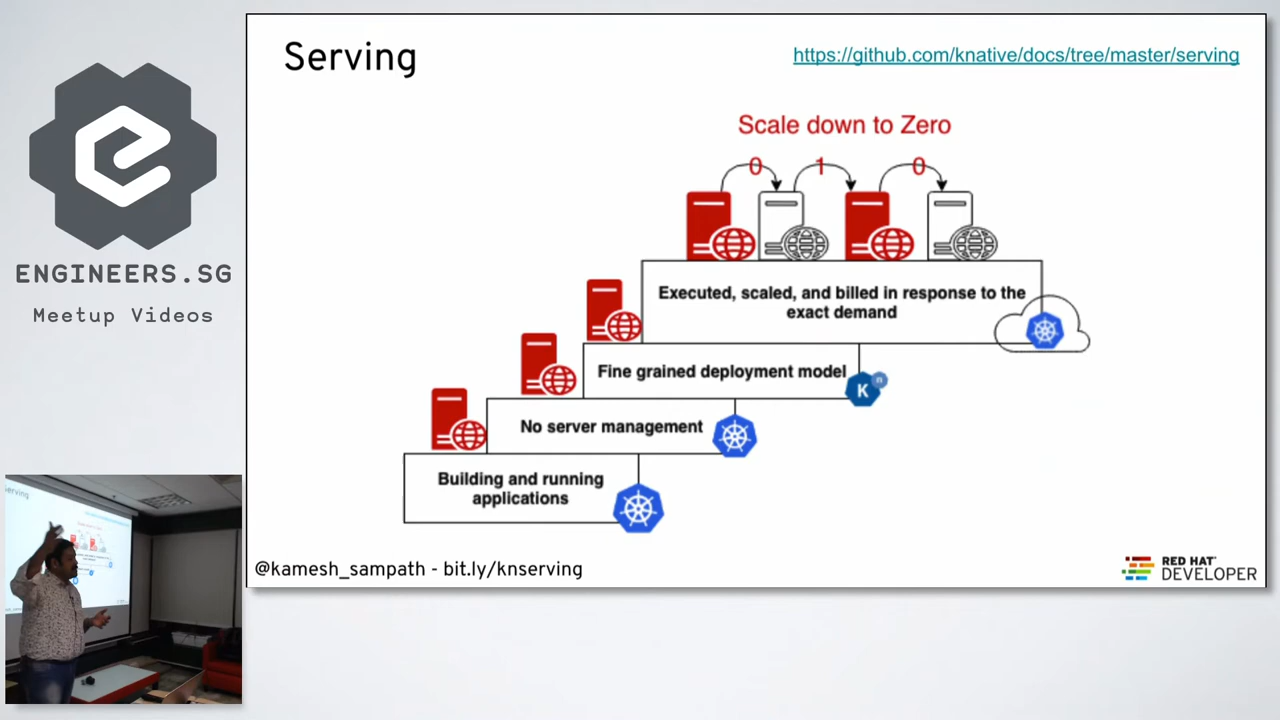 Serving
https://github.com/knative/docs/tree/master/serving
Scale down to Zero
0 1 0
Executed, scaled, and billed in response to the
exact demand
Fine grained deployment model
K n
No server management
Building and running
applications
@kamesh_sampath - bit.ly/knserving
RED HAT
DEVELOPER
ENGINEERS.SG
Meetup Videos
Serving